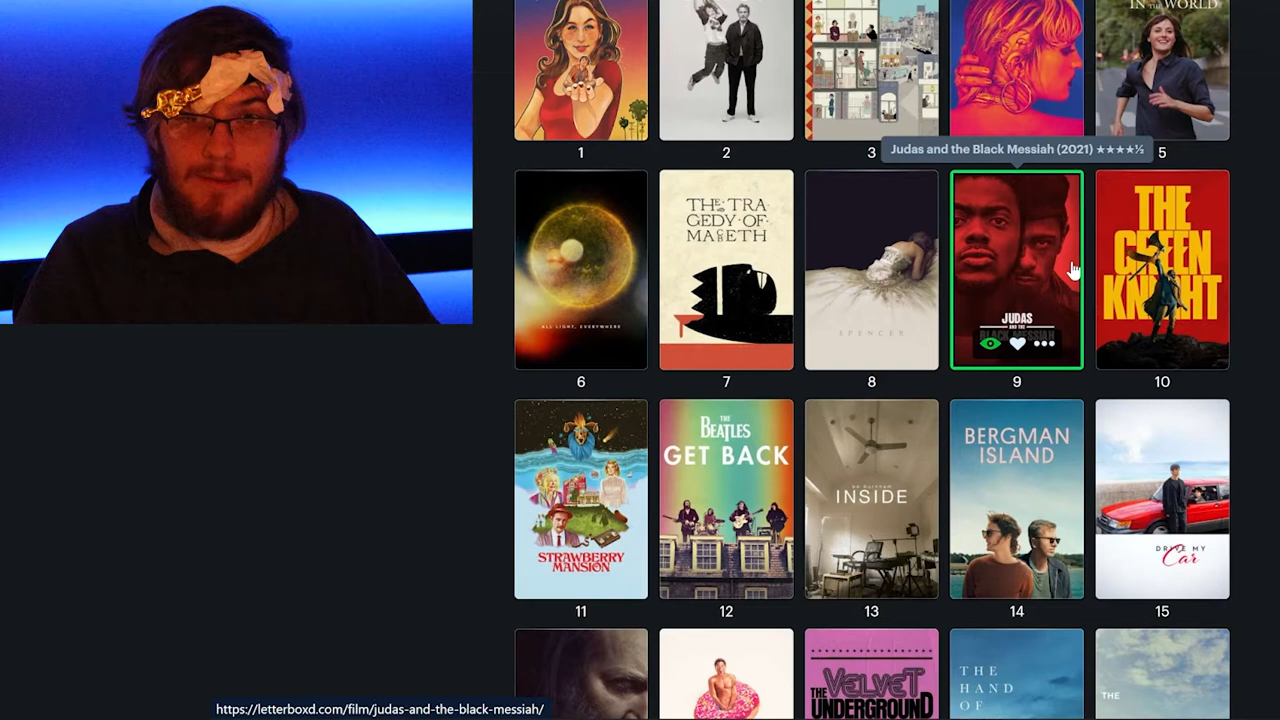 IN THE WORLD
1
2
3
5
Judas and the Black Messiah (2021) ★★★★½
THE TRA
GEDY·OF·
MACBETH
ALL LIGHT, EVERYWHERE
SPENCER
JUDAS
AND THE
BLACK MESSIAH
THE
GREEN
KNIGHT
6
7
8
9
10
STRAWBERRY
MANSION
THE
BEATLES
GET BACK
INSIDE
BERGMAN
ISLAND
DRIVE MY
Car
11
12
13
14
15
THE
VELVET
UNDERGROUND
THE
HAND
OF
THE
https://letterboxd.com/film/judas-and-the-black-messiah/